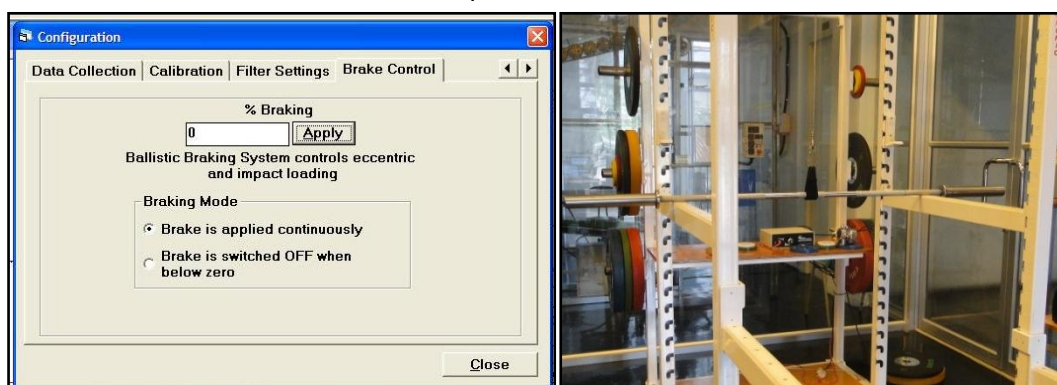 Configuration
Data Collection
Calibration
Filter Settings
Brake Control
% Braking
0
Apply
Ballistic Braking System controls eccentric
and impact loading
Braking Mode
Brake is applied continuously
Brake is switched OFF when
below zero
Close